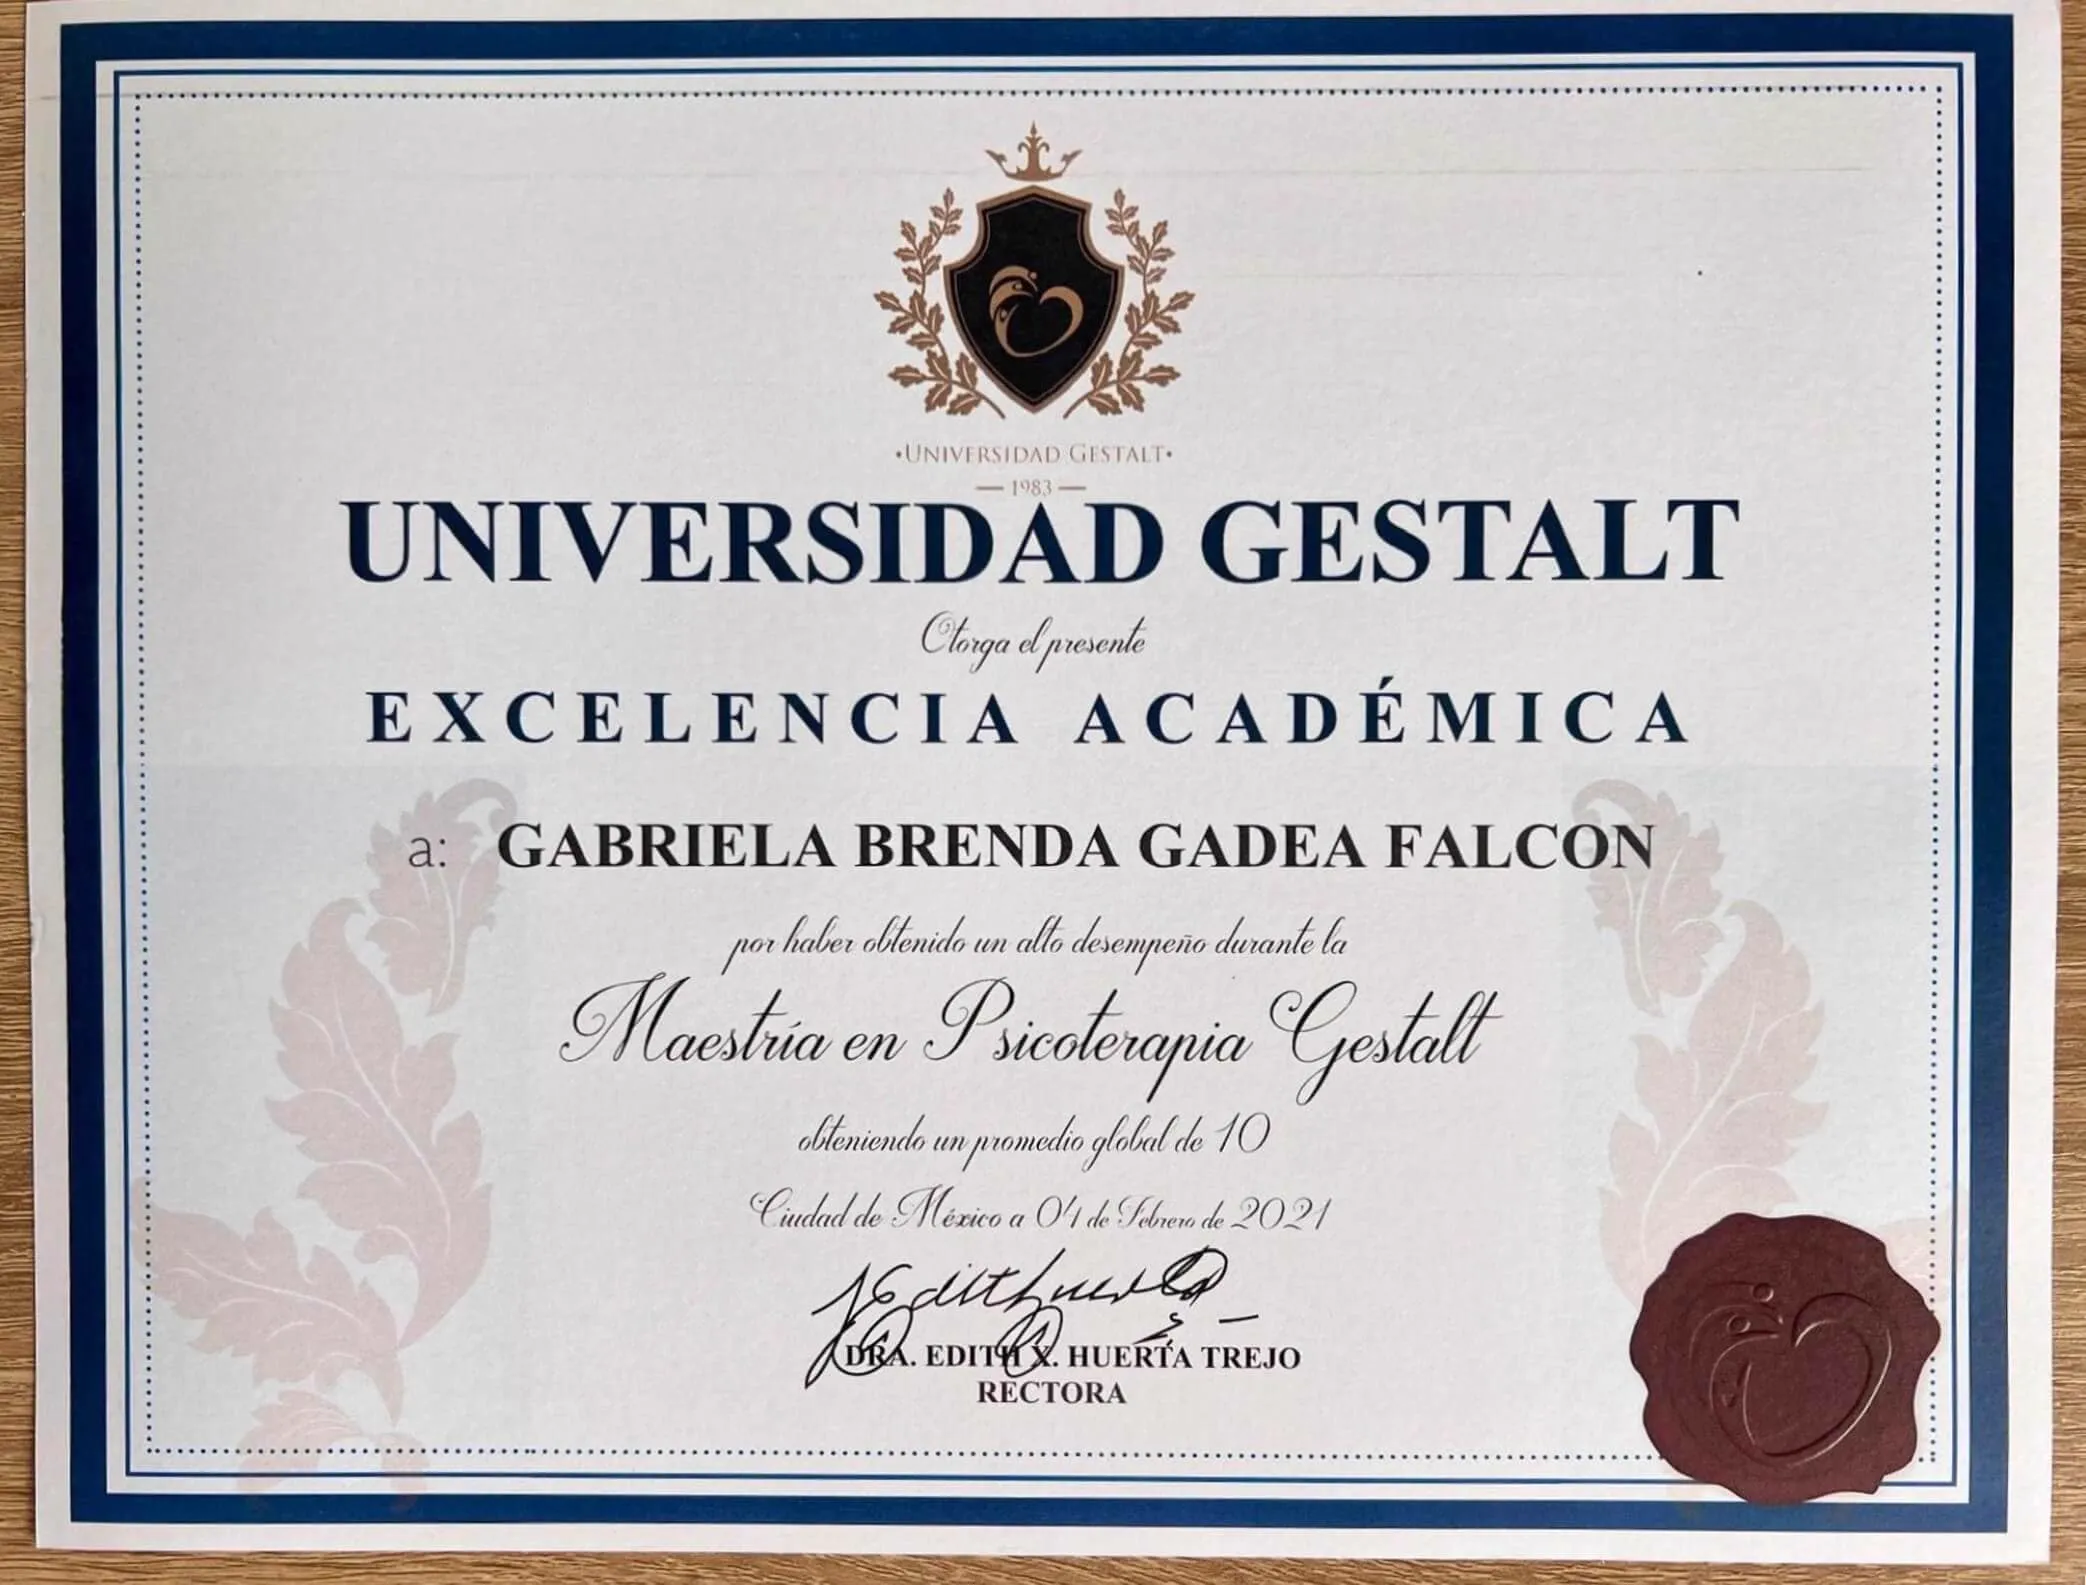 •UNIVERSIDAD GESTALT•
— 1983 —
UNIVERSIDAD GESTALT
Otorga el presente
EXCELENCIA ACADÉMICA
a: GABRIELA BRENDA GADEA FALCON
por haber obtenido un alto desempeño durante la
Maestría en Psicoterapia Gestalt
obteniendo un promedio global de 10
Ciudad de México a 04 de Febrero de 2021
Edith Huerta
DRA. EDITH X. HUERTA TREJO
RECTORA